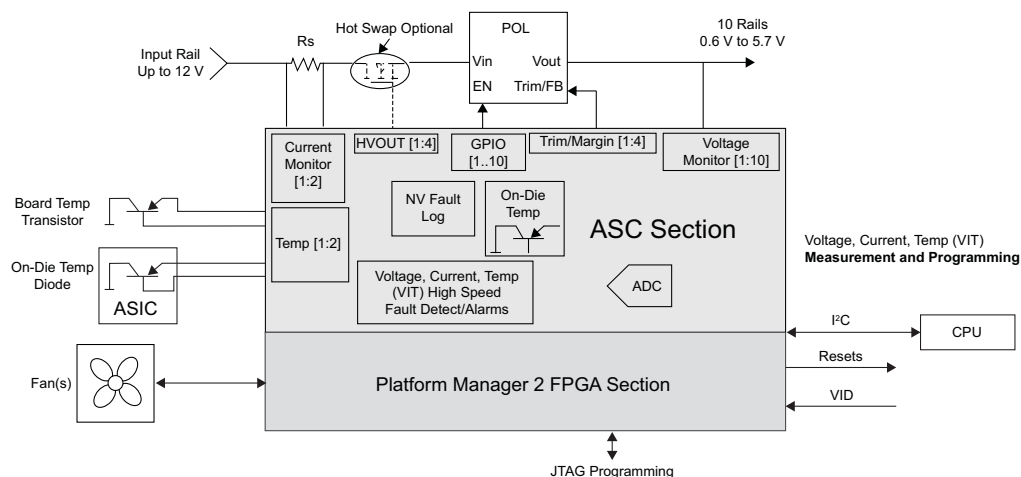 Hot Swap Optional
POL
10 Rails
0.6 V to 5.7 V
Input Rail
Up to 12 V
Rs
Vin
Vout
EN
Trim/FB
Current
Monitor
[1:2]
HVOUT [1:4]
GPIO
[1..10]
Trim/Margin [1:4]
Voltage
Monitor [1:10]
Board Temp
Transistor
Temp [1:2]
NV Fault
Log
On-Die
Temp
ASC Section
On-Die Temp
Diode
ASIC
Voltage, Current, Temp
(VIT) High Speed
Fault Detect/Alarms
ADC
Voltage, Current, Temp (VIT)
Measurement and Programming
I²C
CPU
Resets
VID
Fan(s)
Platform Manager 2 FPGA Section
JTAG Programming